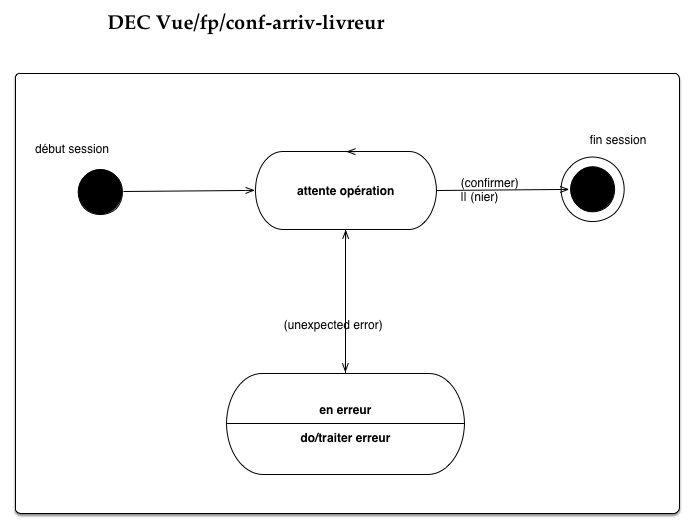 DEC Vue/fp/conf-arriv-livreur
début session
fin session
attente opération
(confirmer)
|| (nier)
(unexpected error)
en erreur
do/traiter erreur